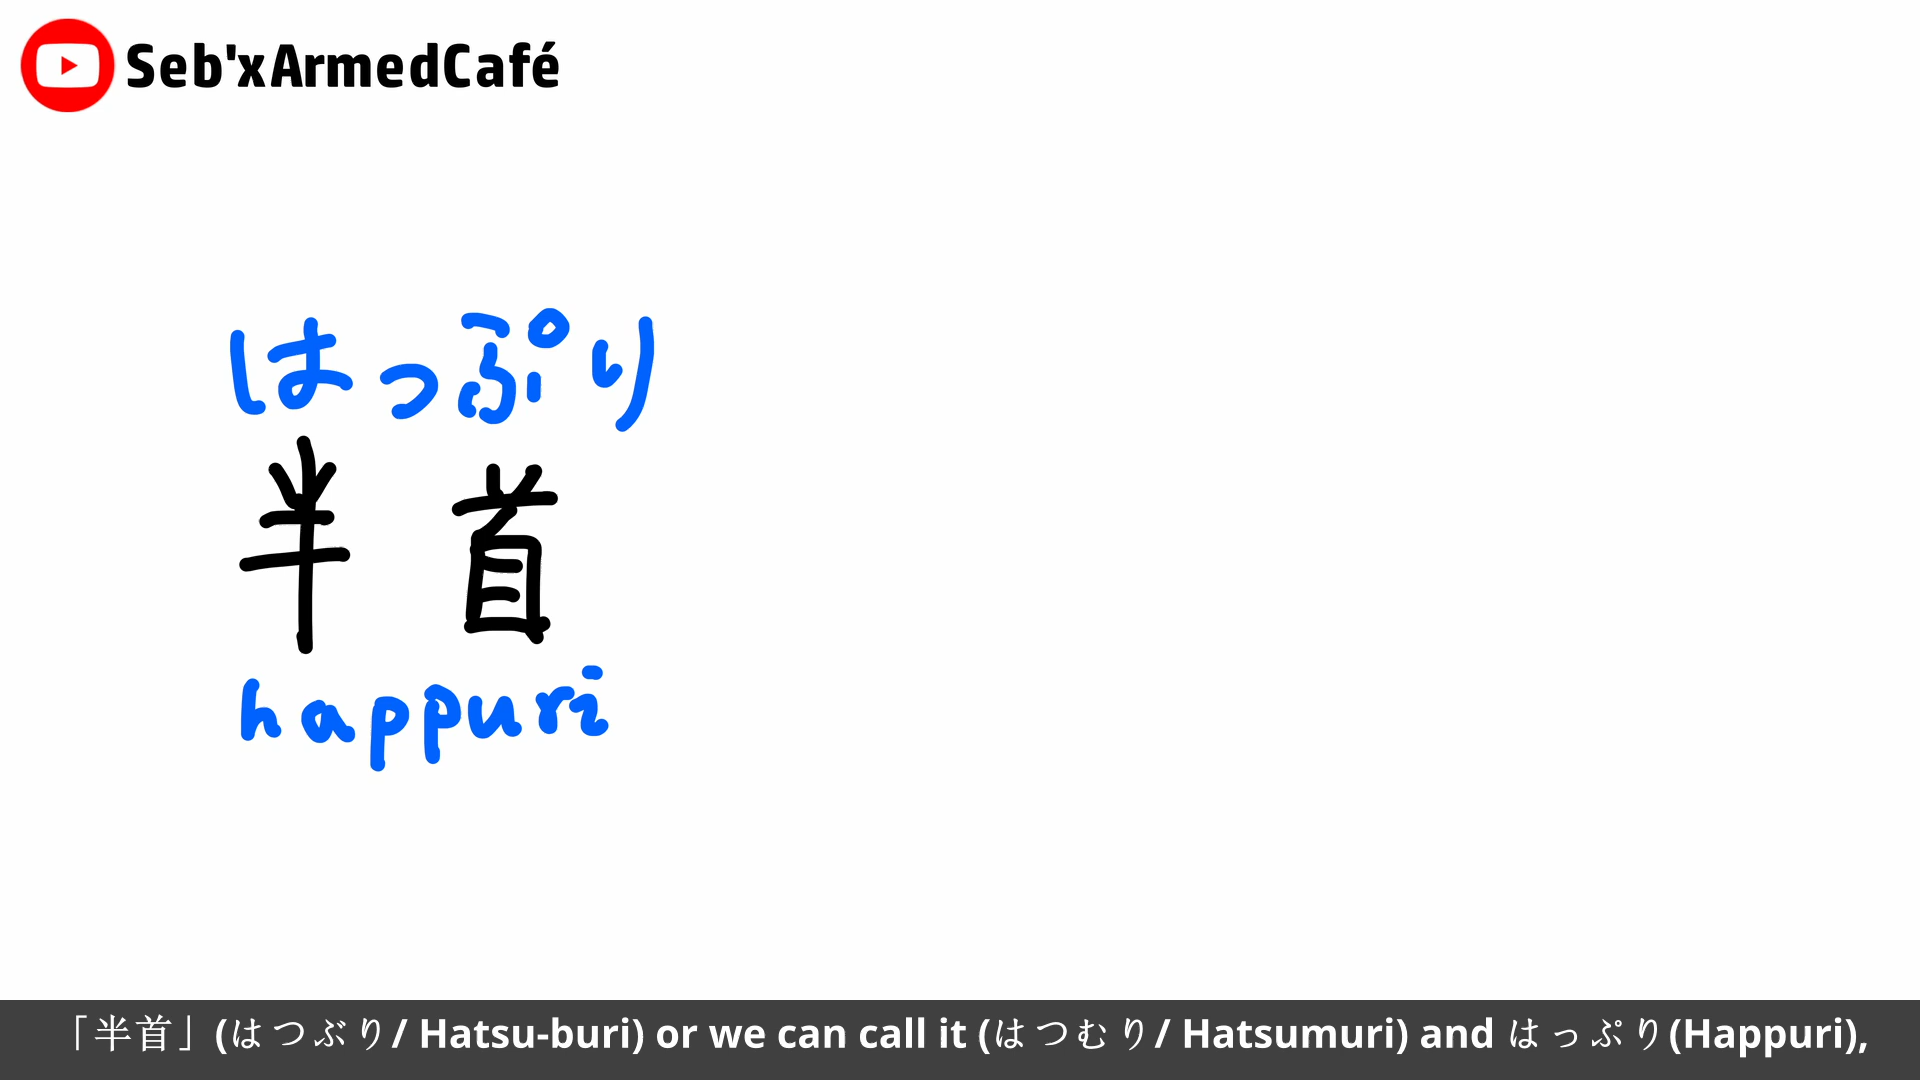 Seb'xArmedCafé
はっぷり
半首
happuri
「半首」(はつぶり/ Hatsu-buri) or we can call it (はつむり/ Hatsumuri) and はっぷり(Happuri),